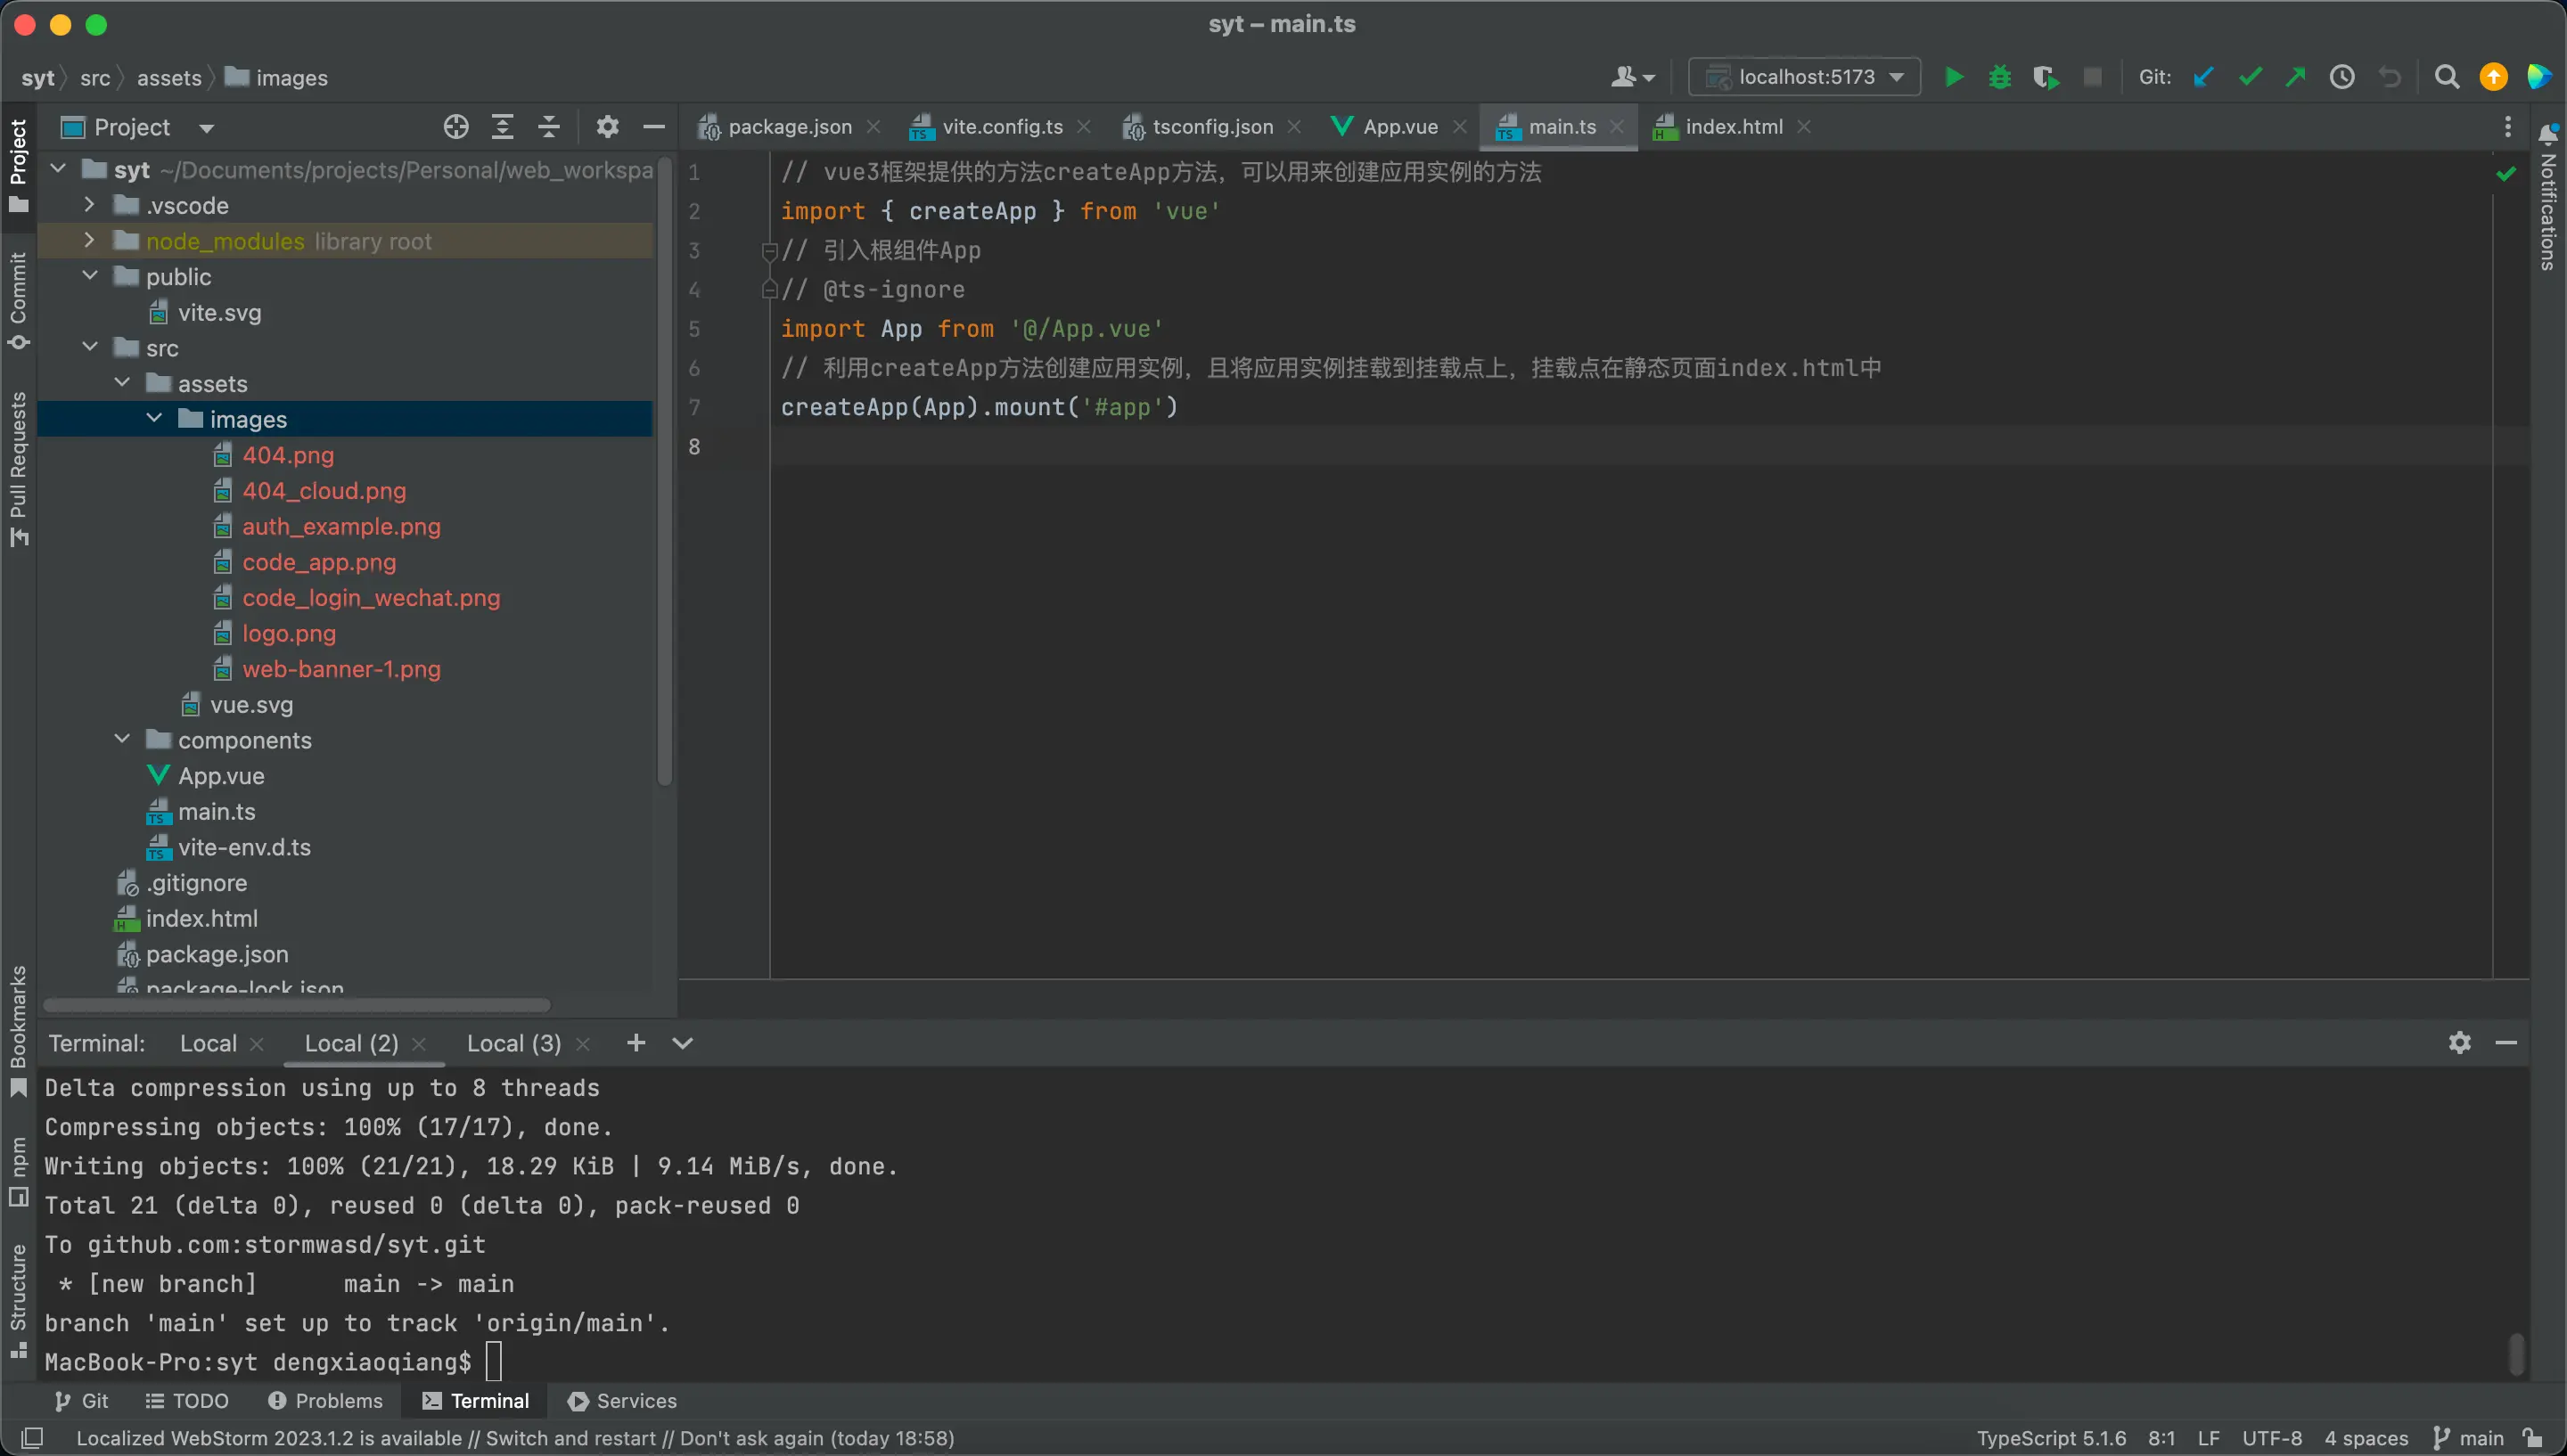 syt – main.ts
syt src assets images
localhost:5173 Git:
Project
package.json vite.config.ts tsconfig.json App.vue main.ts index.html
syt ~/Documents/projects/Personal/web_workspa
.vscode
node_modules library root
public
vite.svg
src
assets
images
404.png
404_cloud.png
auth_example.png
code_app.png
code_login_wechat.png
logo.png
web-banner-1.png
vue.svg
components
App.vue
main.ts
vite-env.d.ts
.gitignore
index.html
package.json
package-lock.json
1 // vue3框架提供的方法createApp方法，可以用来创建应用实例的方法
2 import { createApp } from 'vue'
3 // 引入根组件App
4 // @ts-ignore
5 import App from '@/App.vue'
6 // 利用createApp方法创建应用实例，且将应用实例挂载到挂载点上，挂载点在静态页面index.html中
7 createApp(App).mount('#app')
8
Project
Commit
Pull Requests
Bookmarks
npm
Structure
Notifications
Terminal: Local Local (2) Local (3)
Delta compression using up to 8 threads
Compressing objects: 100% (17/17), done.
Writing objects: 100% (21/21), 18.29 KiB | 9.14 MiB/s, done.
Total 21 (delta 0), reused 0 (delta 0), pack-reused 0
To github.com:stormwasd/syt.git
* [new branch] main -> main
branch 'main' set up to track 'origin/main'.
MacBook-Pro:syt dengxiaoqiang$
Git TODO Problems Terminal Services
Localized WebStorm 2023.1.2 is available // Switch and restart // Don't ask again (today 18:58) TypeScript 5.1.6 8:1 LF UTF-8 4 spaces main